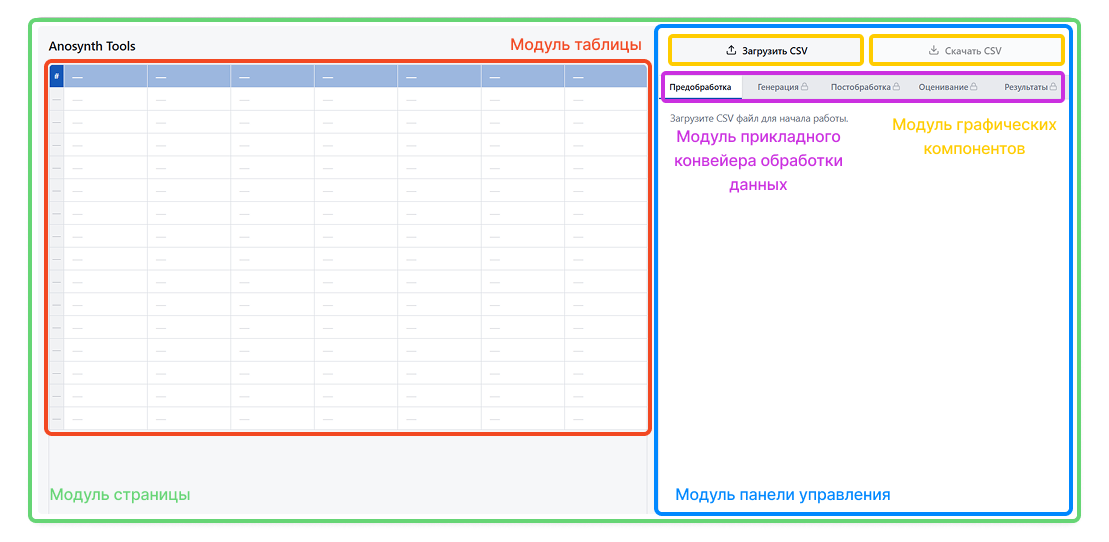 Anosynth Tools
Модуль таблицы
Загрузить CSV
Скачать CSV
#
— — — — — — —
Предобработка
Генерация
Постобработка
Оценивание
Результаты
Загрузите CSV файл для начала работы.
Модуль прикладного
конвейера обработки
данных
Модуль графических
компонентов
Модуль страницы
Модуль панели управления